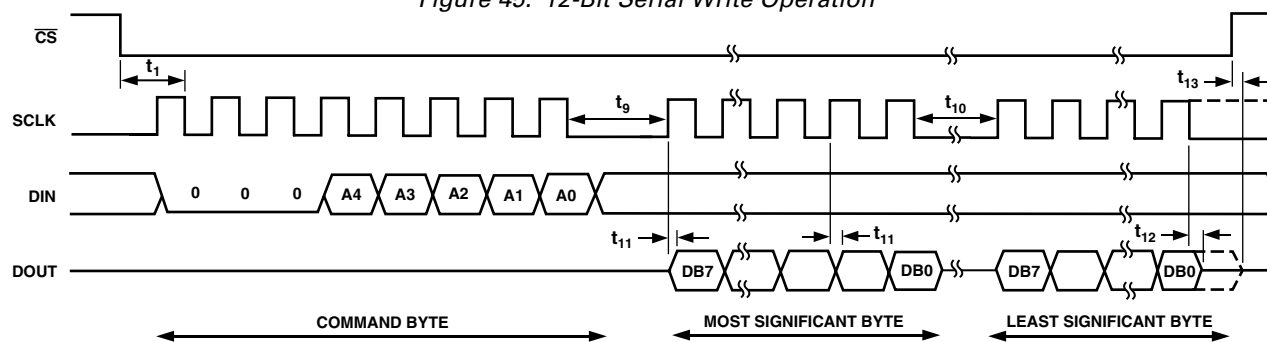 Figure 45. 12-Bit Serial Write Operation
CS
t1
t13
SCLK
t9
t10
DIN
0 0 0 A4 A3 A2 A1 A0
t11
t11
t12
DOUT
DB7 DB0 DB7 DB0
COMMAND BYTE MOST SIGNIFICANT BYTE LEAST SIGNIFICANT BYTE